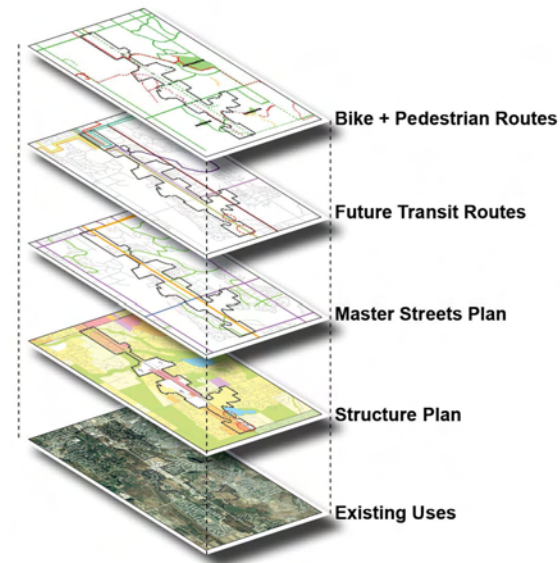 Bike + Pedestrian Routes
Future Transit Routes
Master Streets Plan
Structure Plan
Existing Uses